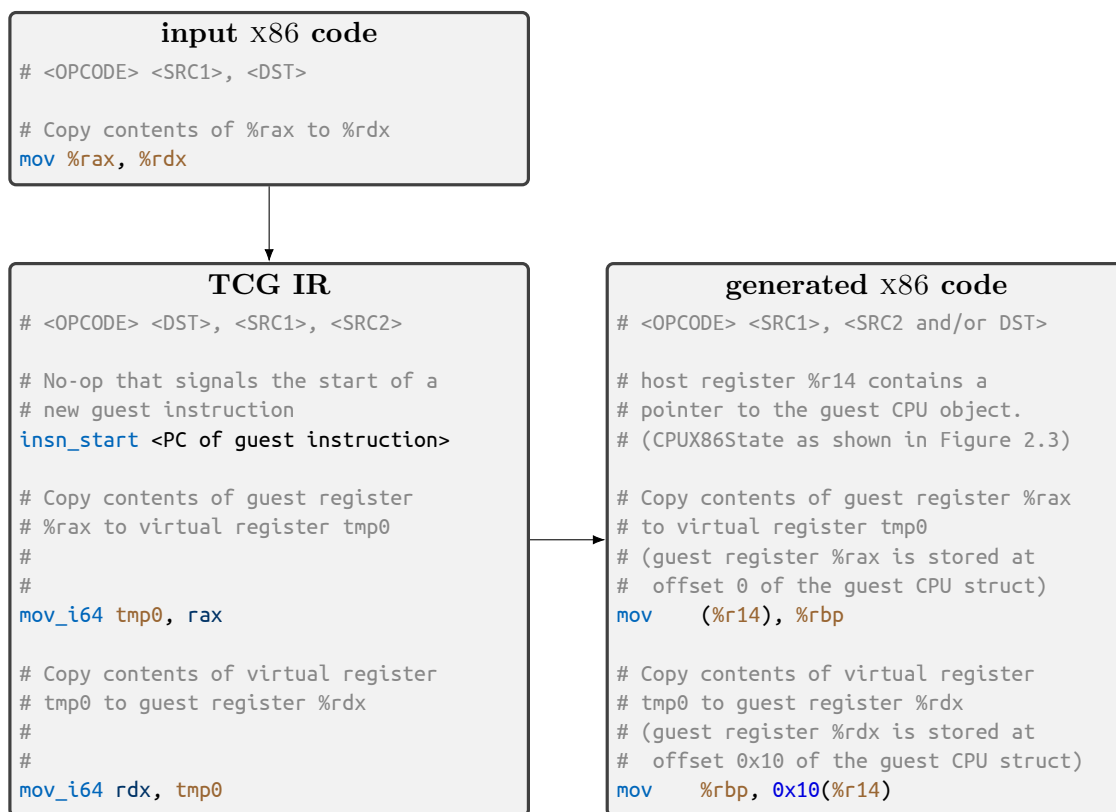 input x86 code
# <OPCODE> <SRC1>, <DST>
# Copy contents of %rax to %rdx
mov %rax, %rdx
TCG IR
# <OPCODE> <DST>, <SRC1>, <SRC2>
# No-op that signals the start of a
# new guest instruction
insn_start <PC of guest instruction>
# Copy contents of guest register
# %rax to virtual register tmp0
#
#
mov_i64 tmp0, rax
# Copy contents of virtual register
# tmp0 to guest register %rdx
#
#
mov_i64 rdx, tmp0
generated x86 code
# <OPCODE> <SRC1>, <SRC2 and/or DST>
# host register %r14 contains a
# pointer to the guest CPU object.
# (CPUX86State as shown in Figure 2.3)
# Copy contents of guest register %rax
# to virtual register tmp0
# (guest register %rax is stored at
#  offset 0 of the guest CPU struct)
mov    (%r14), %rbp
# Copy contents of virtual register
# tmp0 to guest register %rdx
# (guest register %rdx is stored at
#  offset 0x10 of the guest CPU struct)
mov    %rbp, 0x10(%r14)